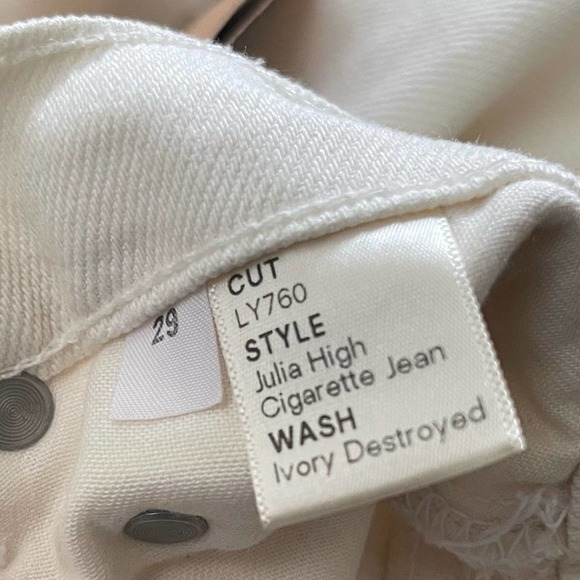 29
CUT
LY760
STYLE
Julia High
Cigarette Jean
WASH
Ivory Destroyed